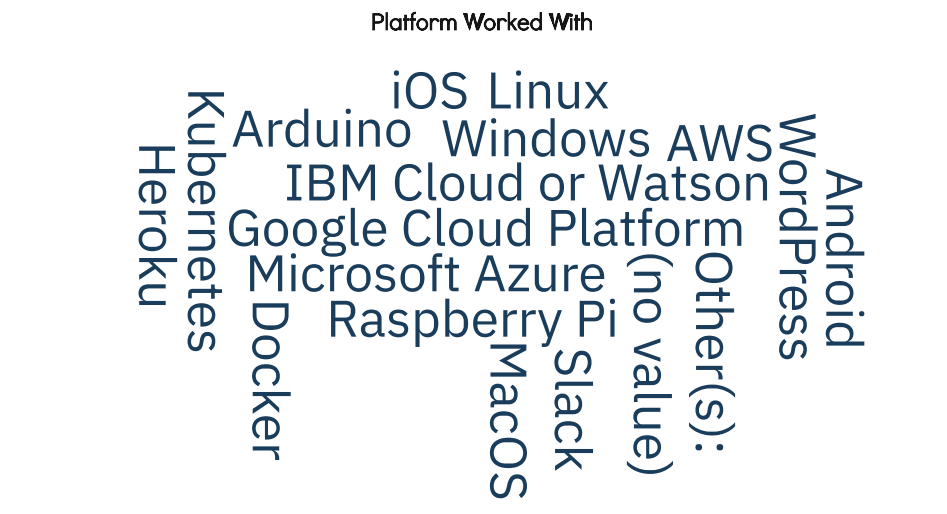 Platform Worked With
iOS
Linux
Arduino
Windows
AWS
IBM Cloud or Watson
Google Cloud Platform
Microsoft Azure
Raspberry Pi
Heroku
Kubernetes
Docker
MacOS
Slack
(no value)
Other(s):
WordPress
Android